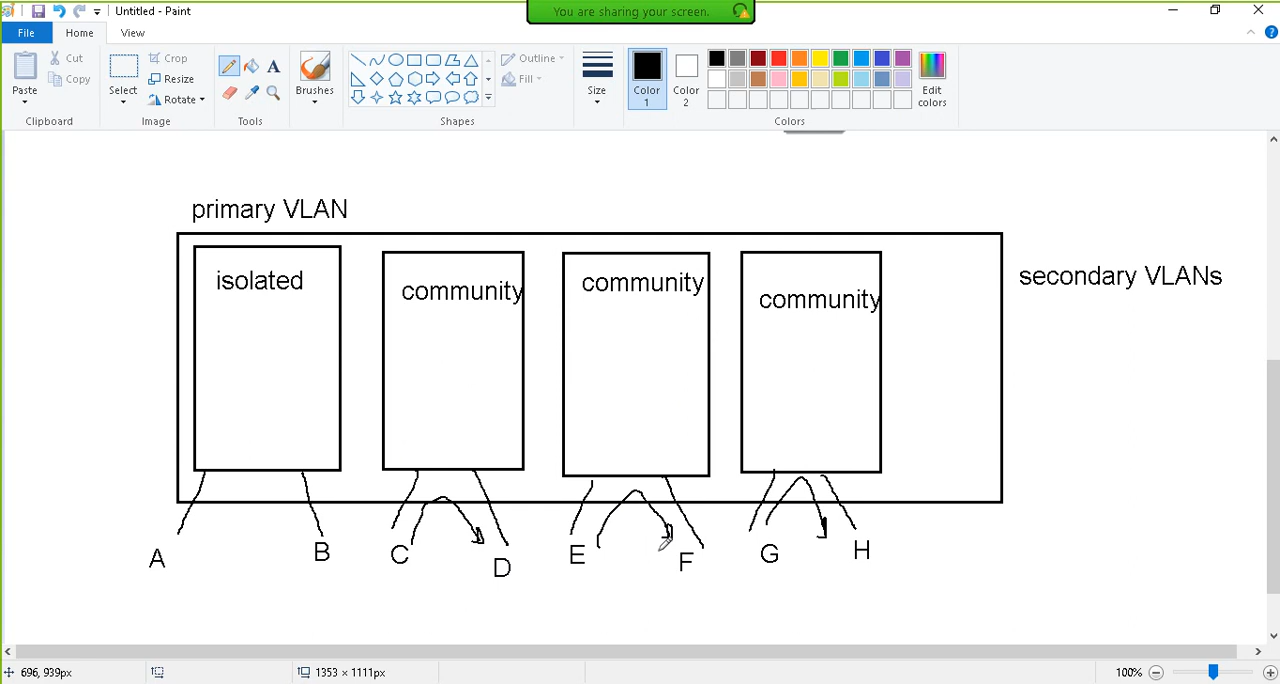 You are sharing your screen.
Untitled - Paint
File Home View
Paste
Cut
Copy
Clipboard
Select
Crop
Resize
Rotate
Image
A
Tools
Brushes
Outline
Fill
Shapes
Size
Color
1
Color
2
Edit
colors
Colors
primary VLAN
isolated
community
community
community
secondary VLANs
A
B
C
D
E
F
G
H
696, 939px
1353 × 1111px
100%